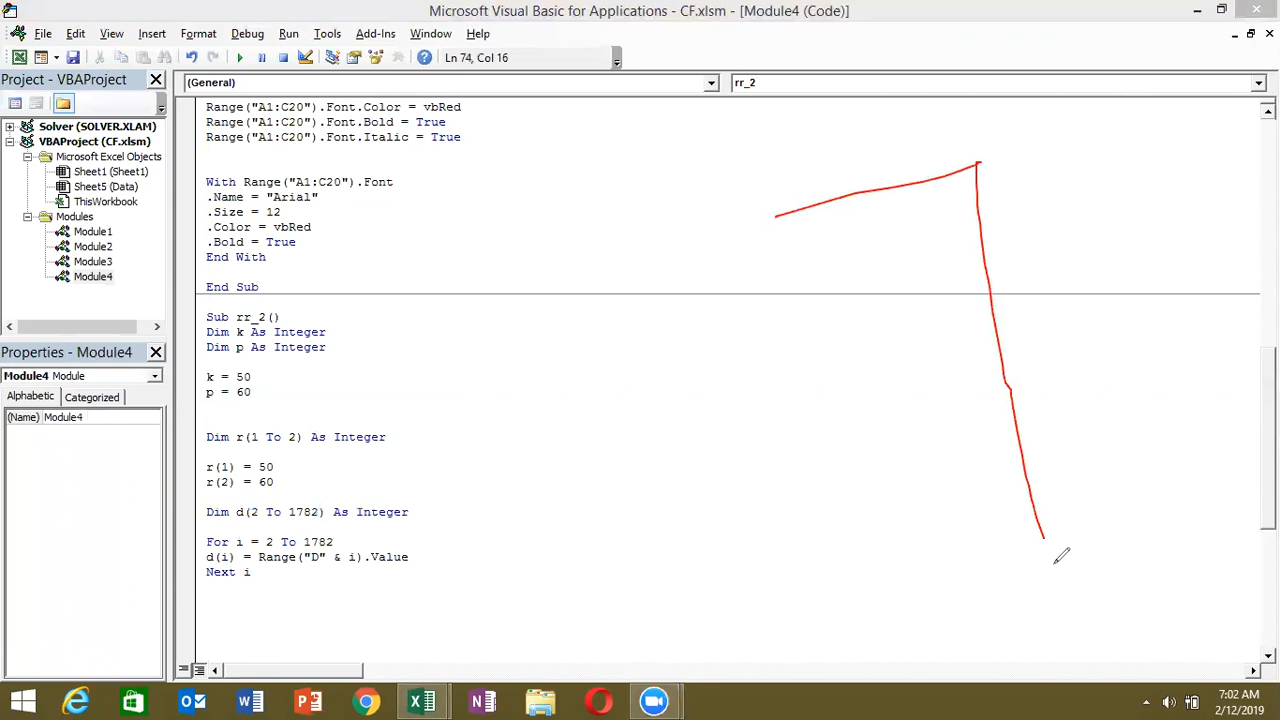 Microsoft Visual Basic for Applications - CF.xlsm - [Module4 (Code)]
File Edit View Insert Format Debug Run Tools Add-Ins Window Help
Ln 74, Col 16
Project - VBAProject
(General)
rr_2
Solver (SOLVER.XLAM)
VBAProject (CF.xlsm)
Microsoft Excel Objects
Sheet1 (Sheet1)
Sheet5 (Data)
ThisWorkbook
Modules
Module1
Module2
Module3
Module4
Properties - Module4
Module4 Module
Alphabetic Categorized
(Name) Module4
Range("A1:C20").Font.Color = vbRed
Range("A1:C20").Font.Bold = True
Range("A1:C20").Font.Italic = True
With Range("A1:C20").Font
.Name = "Arial"
.Size = 12
.Color = vbRed
.Bold = True
End With
End Sub
Sub rr_2()
Dim k As Integer
Dim p As Integer
k = 50
p = 60
Dim r(1 To 2) As Integer
r(1) = 50
r(2) = 60
Dim d(2 To 1782) As Integer
For i = 2 To 1782
d(i) = Range("D" & i).Value
Next i
7:02 AM
2/12/2019